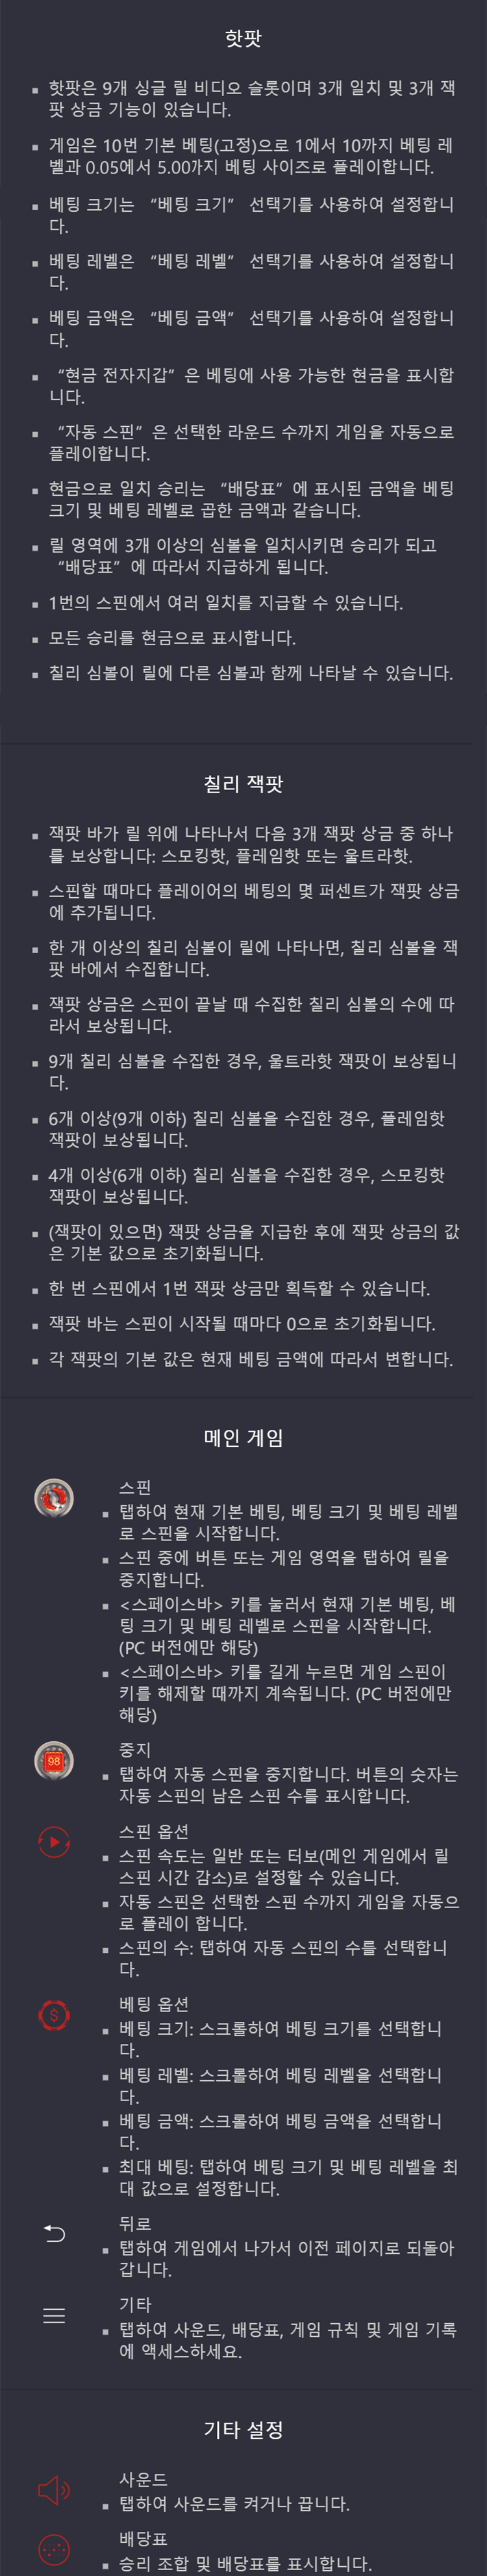 핫팟
▪ 핫팟은 9개 싱글 릴 비디오 슬롯이며 3개 일치 및 3개 잭
팟 상금 기능이 있습니다.
▪ 게임은 10번 기본 베팅(고정)으로 1에서 10까지 베팅 레
벨과 0.05에서 5.00까지 베팅 사이즈로 플레이합니다.
▪ 베팅 크기는 “베팅 크기” 선택기를 사용하여 설정합니
다.
▪ 베팅 레벨은 “베팅 레벨” 선택기를 사용하여 설정합니
다.
▪ 베팅 금액은 “베팅 금액” 선택기를 사용하여 설정합니
다.
▪ “현금 전자지갑” 은 베팅에 사용 가능한 현금을 표시합
니다.
▪ “자동 스핀” 은 선택한 라운드 수까지 게임을 자동으로
플레이합니다.
▪ 현금으로 일치 승리는 “배당표” 에 표시된 금액을 베팅
크기 및 베팅 레벨로 곱한 금액과 같습니다.
▪ 릴 영역에 3개 이상의 심볼을 일치시키면 승리가 되고
“배당표” 에 따라서 지급하게 됩니다.
▪ 1번의 스핀에서 여러 일치를 지급할 수 있습니다.
▪ 모든 승리를 현금으로 표시합니다.
▪ 칠리 심볼이 릴에 다른 심볼과 함께 나타날 수 있습니다.
칠리 잭팟
▪ 잭팟 바가 릴 위에 나타나서 다음 3개 잭팟 상금 중 하나
를 보상합니다: 스모킹핫, 플레임핫 또는 울트라핫.
▪ 스핀할 때마다 플레이어의 베팅의 몇 퍼센트가 잭팟 상금
에 추가됩니다.
▪ 한 개 이상의 칠리 심볼이 릴에 나타나면, 칠리 심볼을 잭
팟 바에서 수집합니다.
▪ 잭팟 상금은 스핀이 끝날 때 수집한 칠리 심볼의 수에 따
라서 보상됩니다.
▪ 9개 칠리 심볼을 수집한 경우, 울트라핫 잭팟이 보상됩니
다.
▪ 6개 이상(9개 이하) 칠리 심볼을 수집한 경우, 플레임핫
잭팟이 보상됩니다.
▪ 4개 이상(6개 이하) 칠리 심볼을 수집한 경우, 스모킹핫
잭팟이 보상됩니다.
▪ (잭팟이 있으면) 잭팟 상금을 지급한 후에 잭팟 상금의 값
은 기본 값으로 초기화됩니다.
▪ 한 번 스핀에서 1번 잭팟 상금만 획득할 수 있습니다.
▪ 잭팟 바는 스핀이 시작될 때마다 0으로 초기화됩니다.
▪ 각 잭팟의 기본 값은 현재 베팅 금액에 따라서 변합니다.
메인 게임
스핀
▪ 탭하여 현재 기본 베팅, 베팅 크기 및 베팅 레벨
로 스핀을 시작합니다.
▪ 스핀 중에 버튼 또는 게임 영역을 탭하여 릴을
중지합니다.
▪ <스페이스바> 키를 눌러서 현재 기본 베팅, 베
팅 크기 및 베팅 레벨로 스핀을 시작합니다.
(PC 버전에만 해당)
▪ <스페이스바> 키를 길게 누르면 게임 스핀이
키를 해제할 때까지 계속됩니다. (PC 버전에만
해당)
98
중지
▪ 탭하여 자동 스핀을 중지합니다. 버튼의 숫자는
자동 스핀의 남은 스핀 수를 표시합니다.
스핀 옵션
▪ 스핀 속도는 일반 또는 터보(메인 게임에서 릴
스핀 시간 감소)로 설정할 수 있습니다.
▪ 자동 스핀은 선택한 스핀 수까지 게임을 자동으
로 플레이 합니다.
▪ 스핀의 수: 탭하여 자동 스핀의 수를 선택합니
다.
베팅 옵션
▪ 베팅 크기: 스크롤하여 베팅 크기를 선택합니
다.
▪ 베팅 레벨: 스크롤하여 베팅 레벨을 선택합니
다.
▪ 베팅 금액: 스크롤하여 베팅 금액을 선택합니
다.
▪ 최대 베팅: 탭하여 베팅 크기 및 베팅 레벨을 최
대 값으로 설정합니다.
뒤로
▪ 탭하여 게임에서 나가서 이전 페이지로 되돌아
갑니다.
기타
▪ 탭하여 사운드, 배당표, 게임 규칙 및 게임 기록
에 액세스하세요.
기타 설정
사운드
▪ 탭하여 사운드를 켜거나 끕니다.
배당표
▪ 승리 조합 및 배당표를 표시합니다.